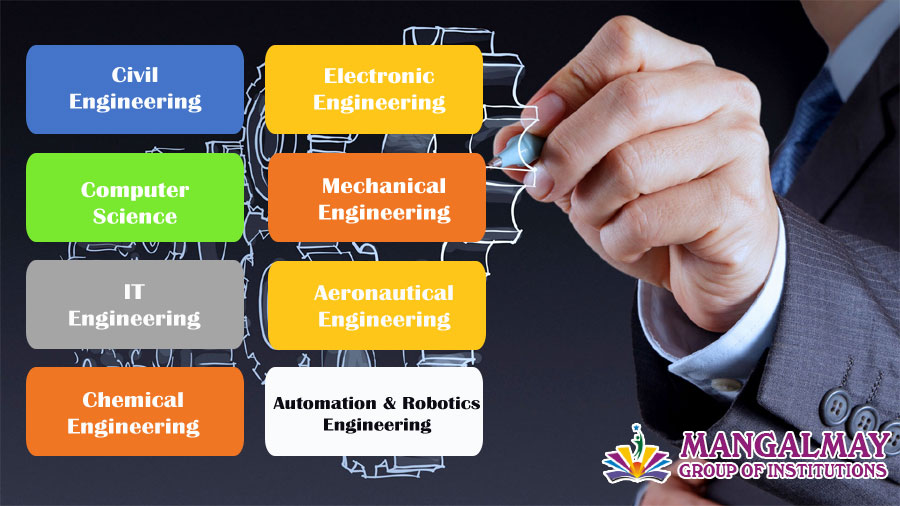 Civil
Engineering
Electronic
Engineering
Computer
Science
Mechanical
Engineering
IT
Engineering
Aeronautical
Engineering
Chemical
Engineering
Automation & Robotics
Engineering
MANGALMAY
GROUP OF INSTITUTIONS